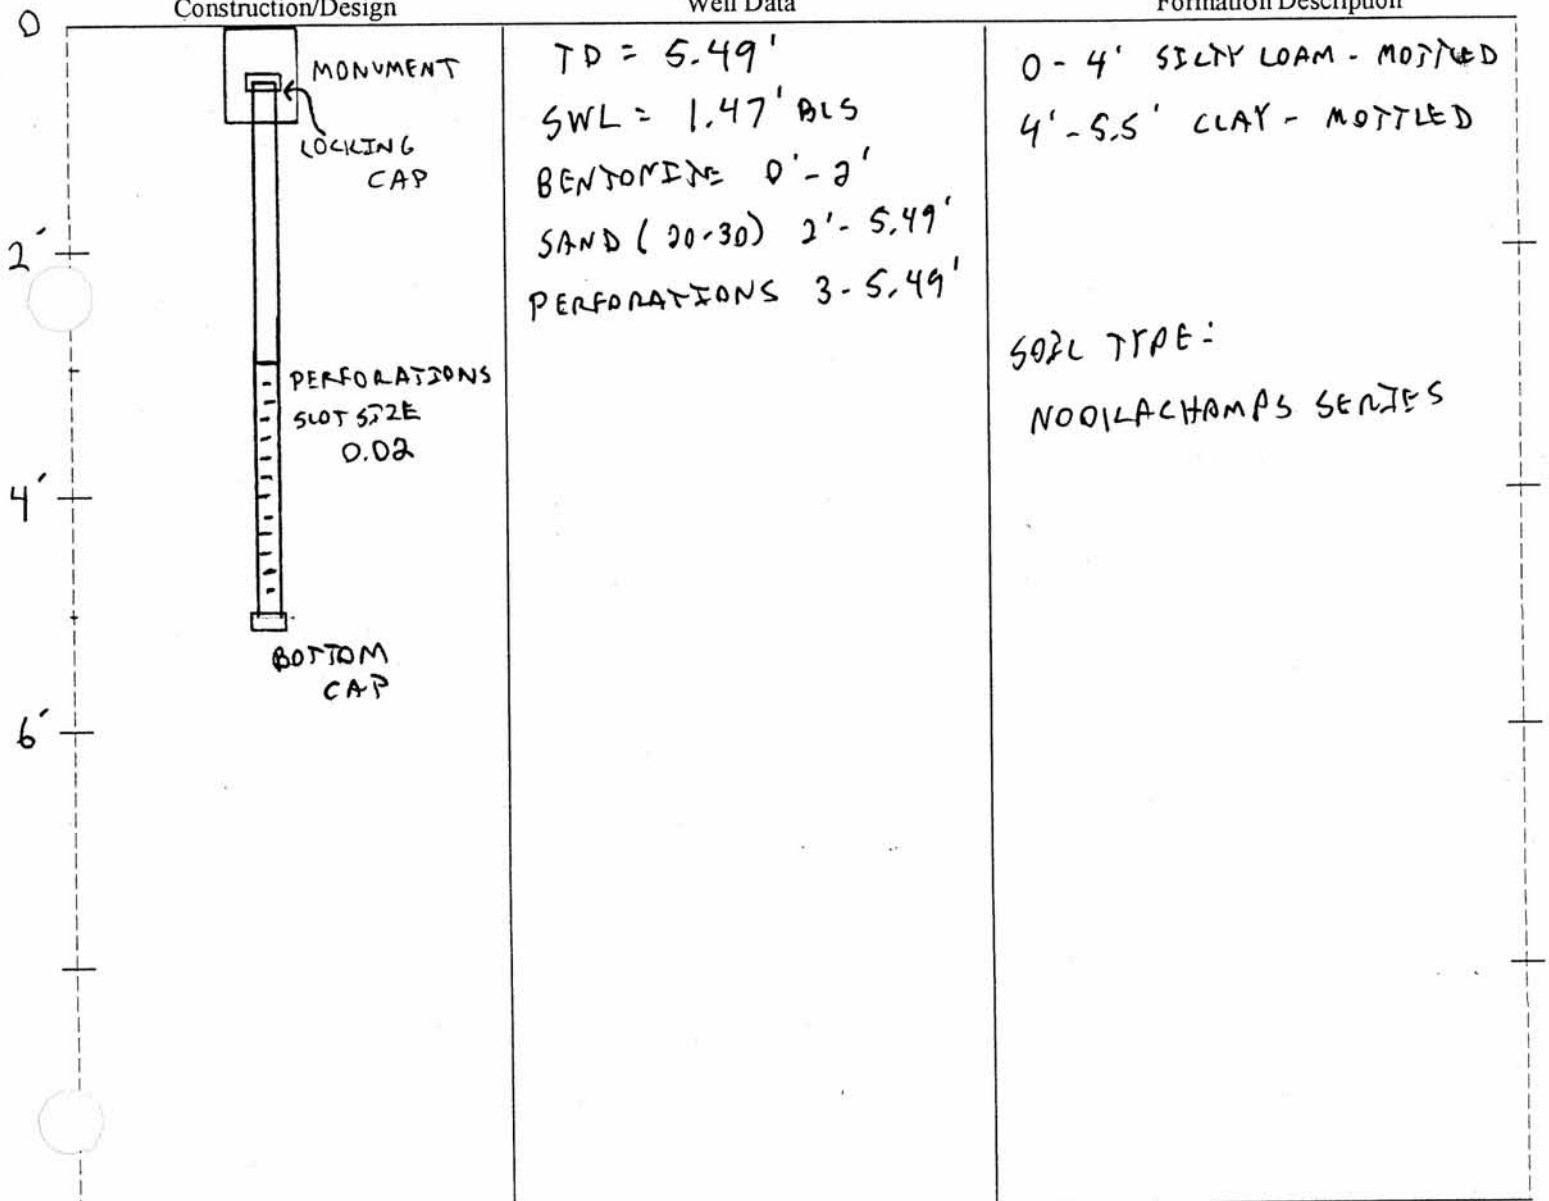 Construction/Design
Well Data
Formation Description
0
2'
4'
6'
MONUMENT
LOCKING
CAP
PERFORATIONS
SLOT SIZE
0.02
BOTTOM
CAP
TD = 5.49'
SWL = 1.47' BLS
BENTONITE 0'-2'
SAND (20-30) 2'- 5.49'
PERFORATIONS 3-5.49'
0-4' SILTY LOAM - MOTTLED
4'-5.5' CLAY - MOTTLED
SOIL TYPE:
SERIES